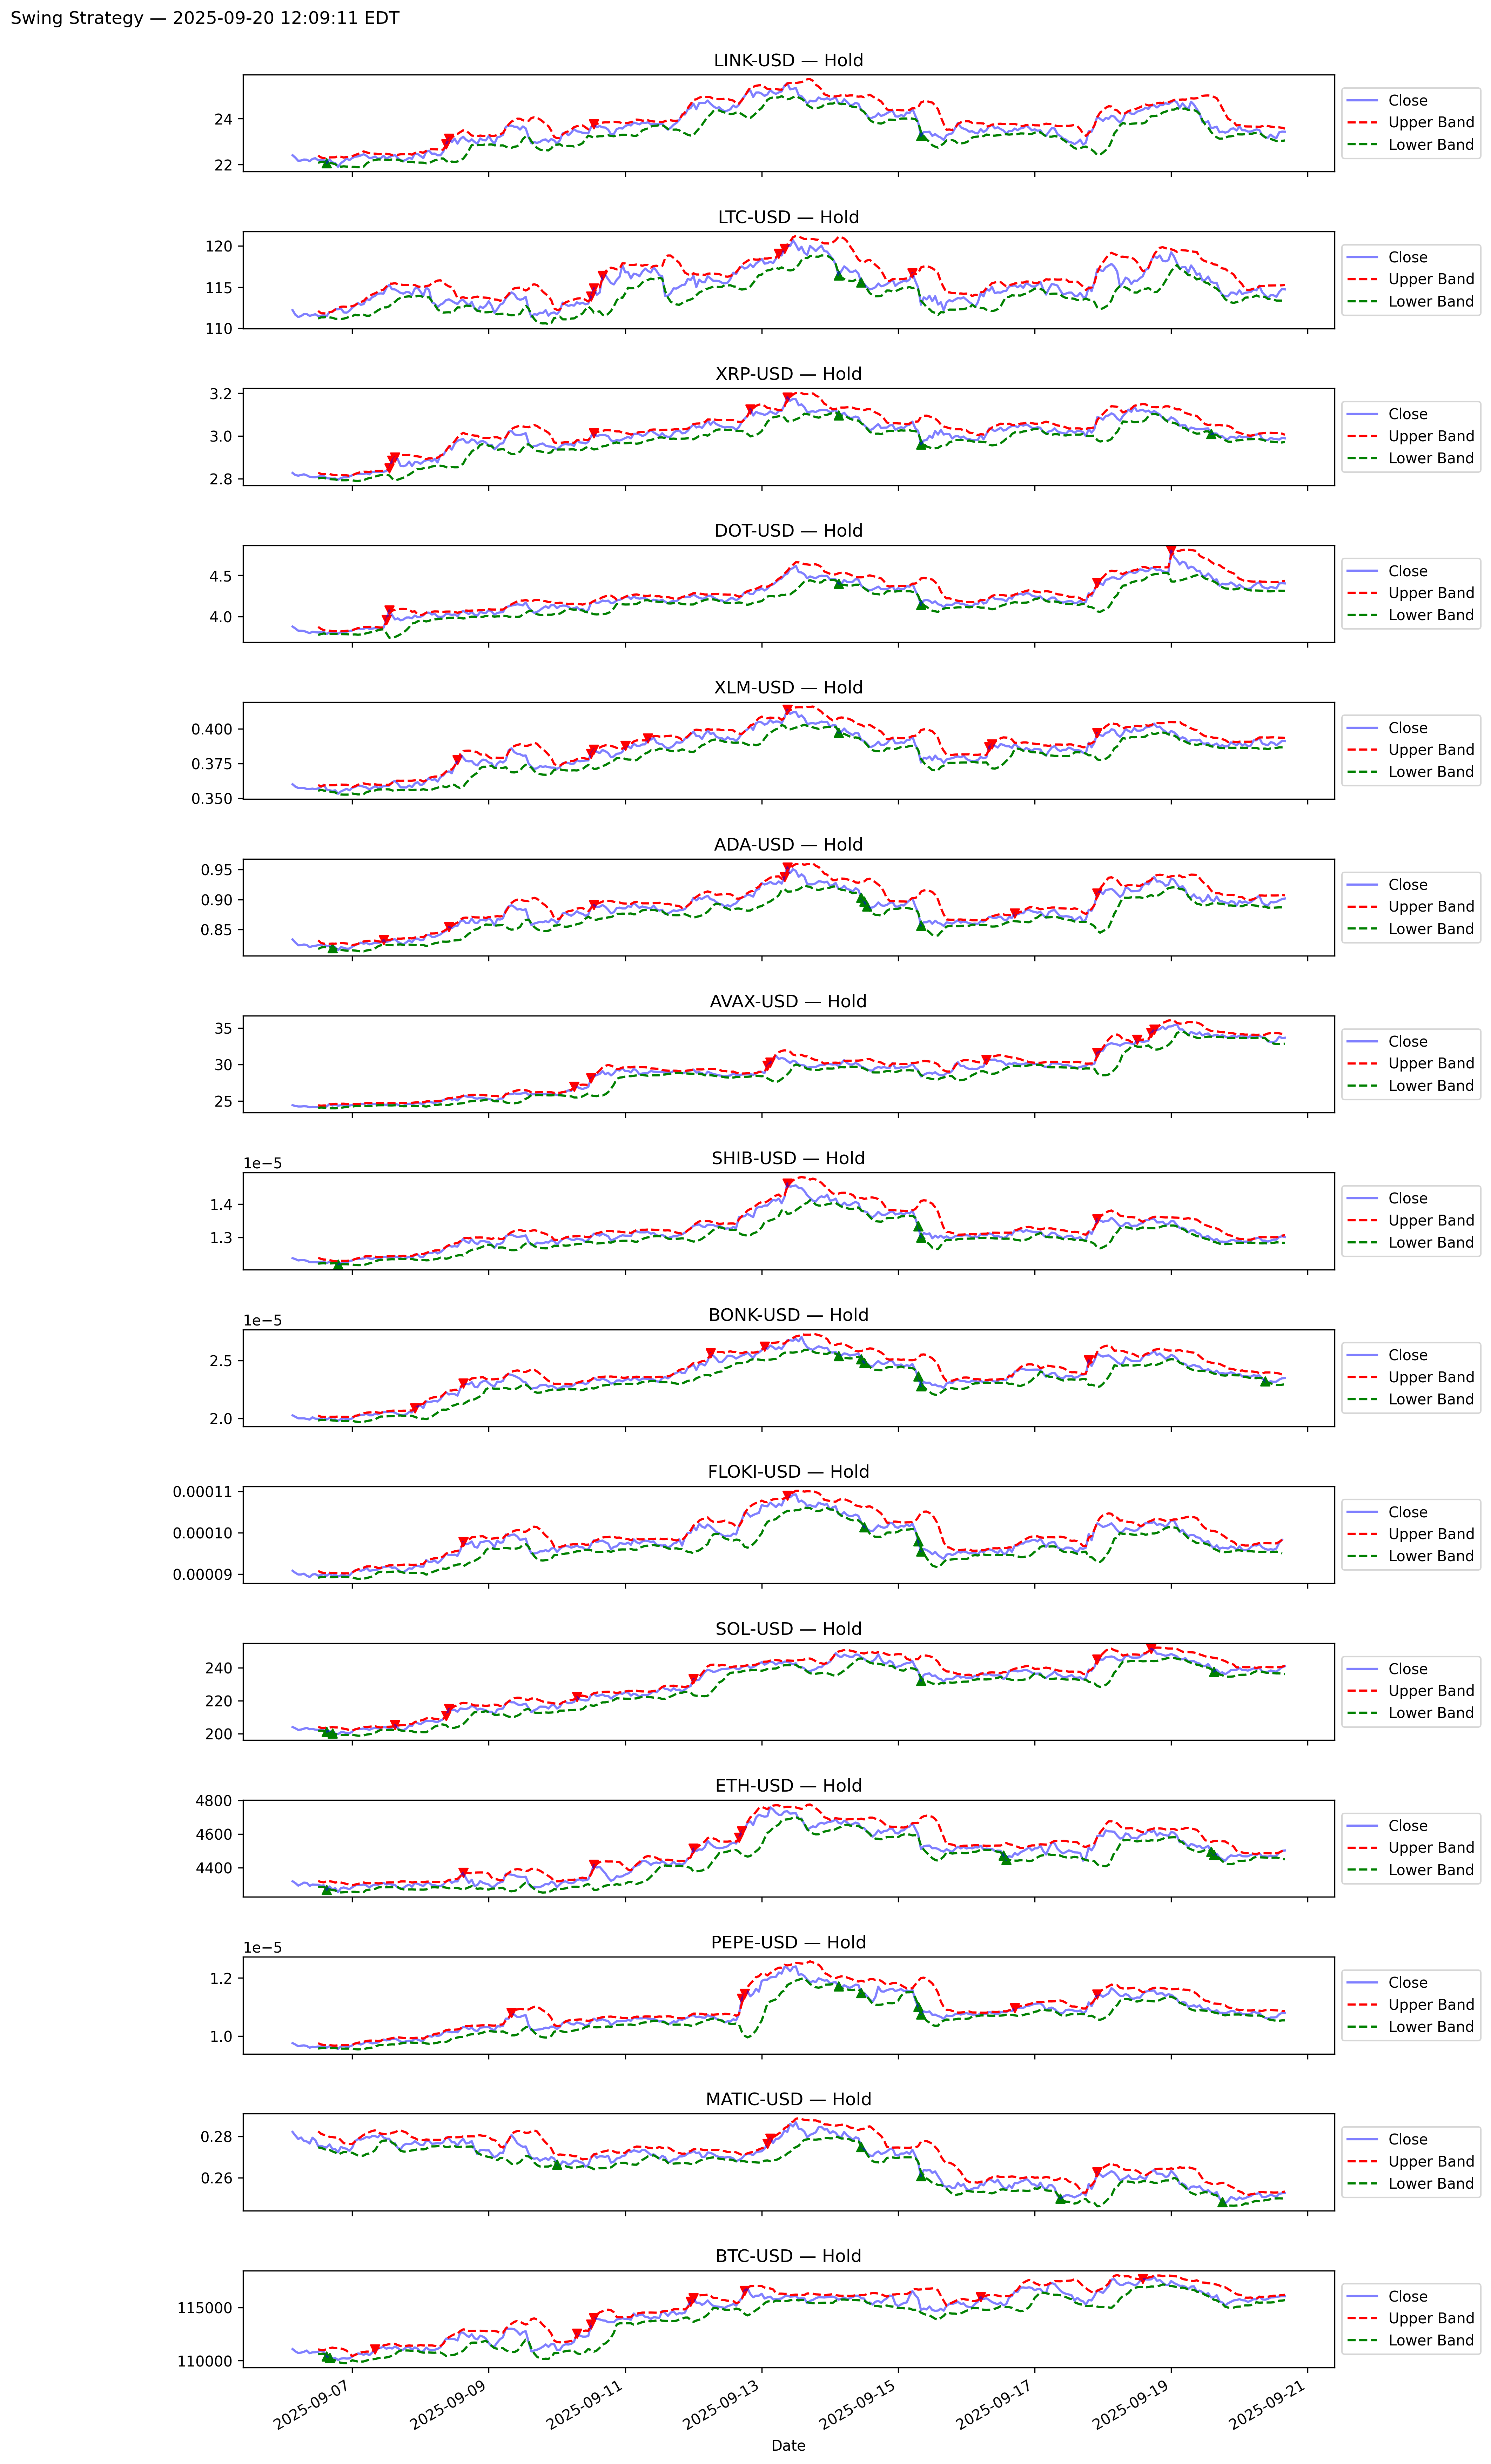 Swing Strategy — 2025-09-20 12:09:11 EDT
LINK-USD — Hold
24
22
Close
Upper Band
Lower Band
LTC-USD — Hold
120
115
110
Close
Upper Band
Lower Band
XRP-USD — Hold
3.2
3.0
2.8
Close
Upper Band
Lower Band
DOT-USD — Hold
4.5
4.0
Close
Upper Band
Lower Band
XLM-USD — Hold
0.400
0.375
0.350
Close
Upper Band
Lower Band
ADA-USD — Hold
0.95
0.90
0.85
Close
Upper Band
Lower Band
AVAX-USD — Hold
35
30
25
Close
Upper Band
Lower Band
SHIB-USD — Hold
1e−5
1.4
1.3
Close
Upper Band
Lower Band
BONK-USD — Hold
1e−5
2.5
2.0
Close
Upper Band
Lower Band
FLOKI-USD — Hold
0.00011
0.00010
0.00009
Close
Upper Band
Lower Band
SOL-USD — Hold
240
220
200
Close
Upper Band
Lower Band
ETH-USD — Hold
4800
4600
4400
Close
Upper Band
Lower Band
PEPE-USD — Hold
1e−5
1.2
1.0
Close
Upper Band
Lower Band
MATIC-USD — Hold
0.28
0.26
Close
Upper Band
Lower Band
BTC-USD — Hold
115000
110000
Close
Upper Band
Lower Band
2025-09-07
2025-09-09
2025-09-11
2025-09-13
2025-09-15
2025-09-17
2025-09-19
2025-09-21
Date